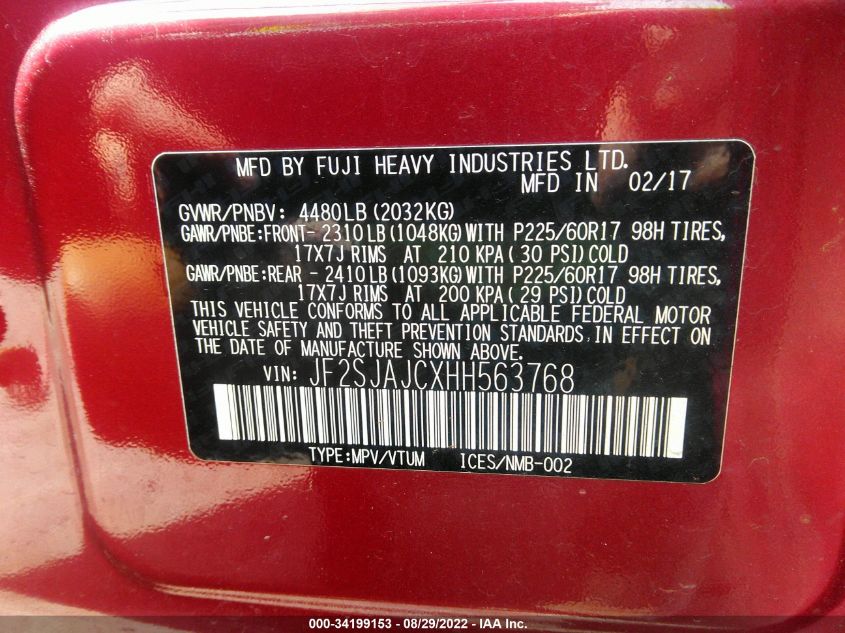 MFD BY FUJI HEAVY INDUSTRIES LTD.
MFD IN 02/17
GVWR/PNBV: 4480LB(2032KG)
GAWR/PNBE:FRONT- 2310LB(1048KG)WITH P225/60R17 98H TIRES,
17X7J RIMS AT 210 KPA( 30 PSI)COLD
GAWR/PNBE:REAR - 2410LB(1093KG)WITH P225/60R17 98H TIRES,
17X7J RIMS AT 200 KPA( 29 PSI)COLD
THIS VEHICLE CONFORMS TO ALL APPLICABLE FEDERAL MOTOR
VEHICLE SAFETY AND THEFT PREVENTION STANDARDS IN EFFECT ON
THE DATE OF MANUFACTURE SHOWN ABOVE.
VIN: JF2SJAJCXHH563768
TYPE:MPV/VTUM ICES/NMB-002
000-34199153 - 08/29/2022 - IAA Inc.